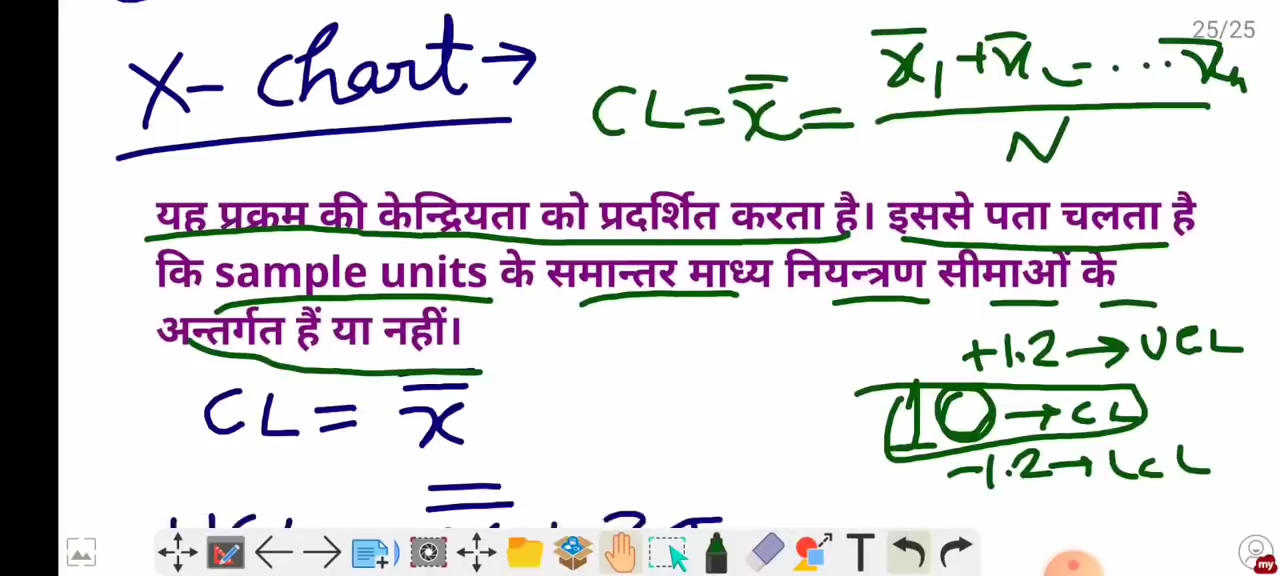 25/25
X- Chart →
CL = x̿ = x̄₁ + x̄₂ - ... x̄ₙ / N
यह प्रक्रम की केन्द्रियता को प्रदर्शित करता है। इससे पता चलता है
कि sample units के समान्तर माध्य नियन्त्रण सीमाओं के
अन्तर्गत हैं या नहीं।
+1.2 → UCL
10 → CL
-1.2 → LCL
CL = x̿
T
my